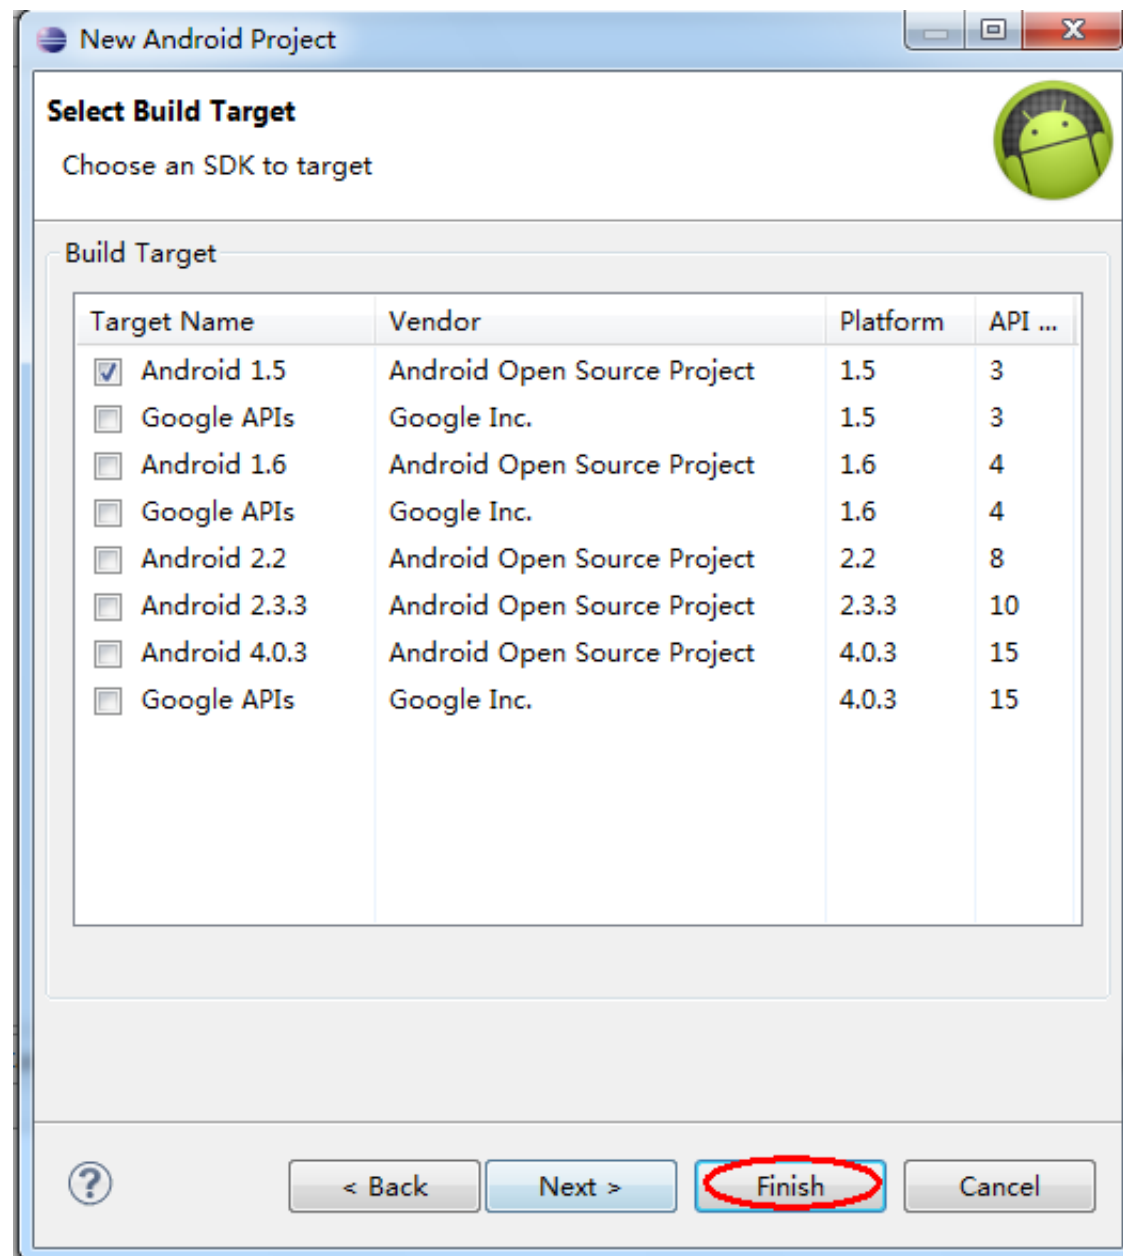 New Android Project
Select Build Target
Choose an SDK to target
Build Target
Target Name Vendor Platform API ...
Android 1.5 Android Open Source Project 1.5 3
Google APIs Google Inc. 1.5 3
Android 1.6 Android Open Source Project 1.6 4
Google APIs Google Inc. 1.6 4
Android 2.2 Android Open Source Project 2.2 8
Android 2.3.3 Android Open Source Project 2.3.3 10
Android 4.0.3 Android Open Source Project 4.0.3 15
Google APIs Google Inc. 4.0.3 15
? < Back Next > Finish Cancel